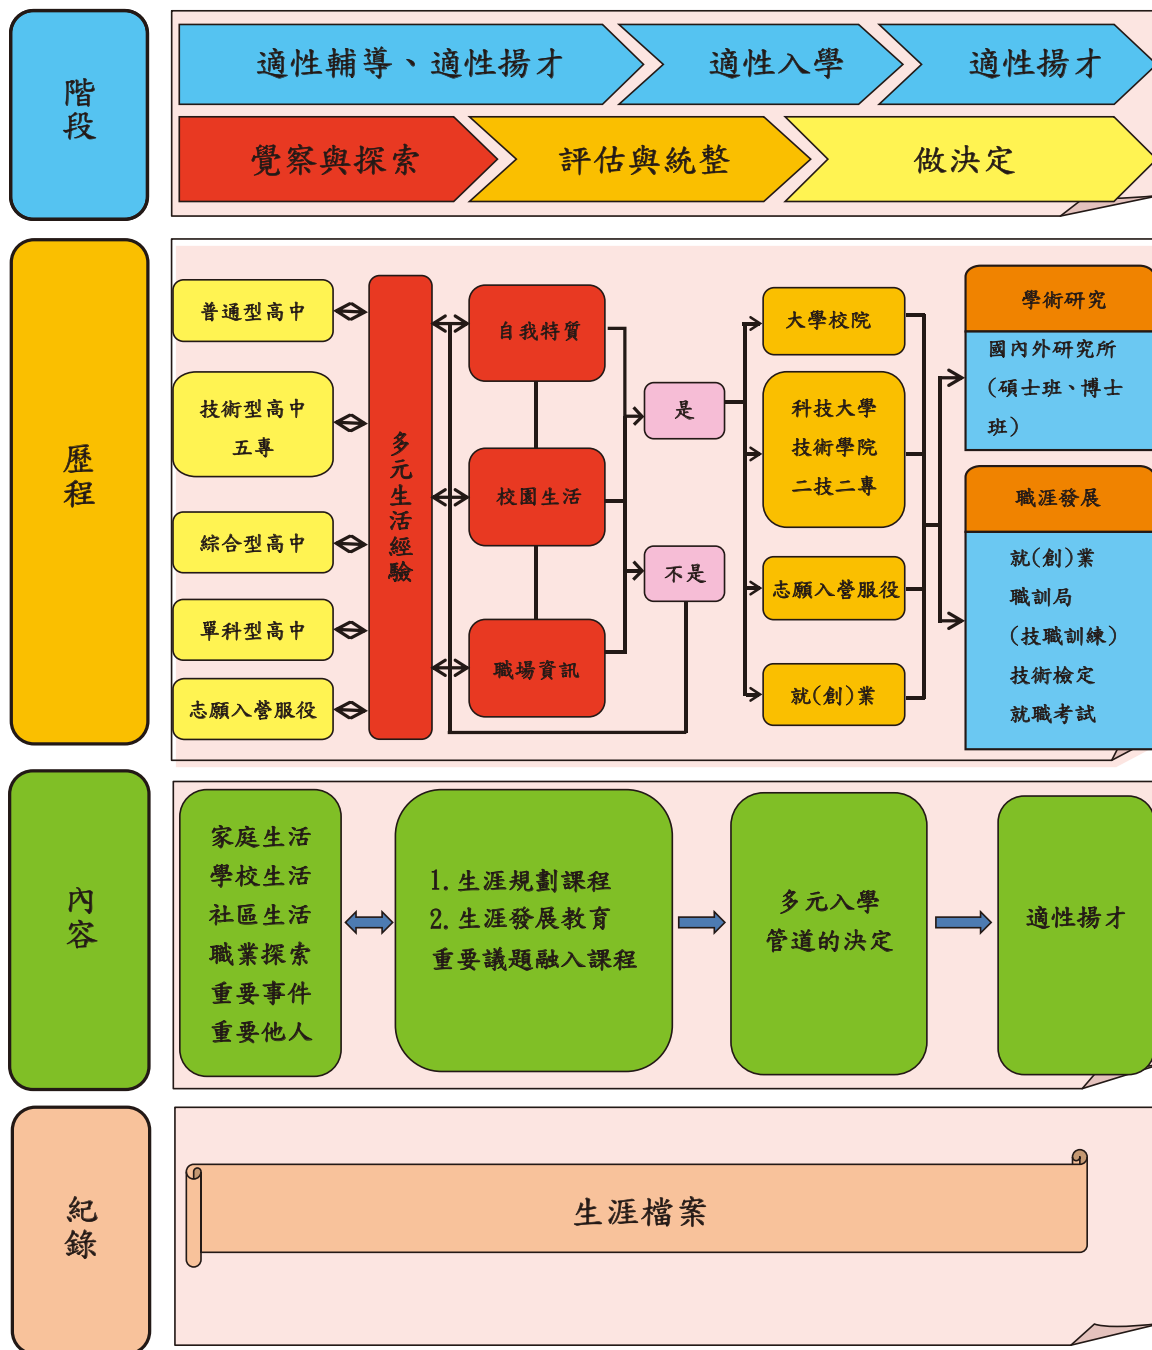 階
段
適性輔導、適性揚才
適性入學
適性揚才
覺察與探索
評估與統整
做決定
歷
程
普通型高中
技術型高中
五專
綜合型高中
單科型高中
志願入營服役
多
元
生
活
經
驗
自我特質
校園生活
職場資訊
是
不是
大學校院
科技大學
技術學院
二技二專
志願入營服役
就(創)業
學術研究
國內外研究所
(碩士班、博士
班)
職涯發展
就(創)業
職訓局
(技職訓練)
技術檢定
就職考試
內
容
家庭生活
學校生活
社區生活
職業探索
重要事件
重要他人
1. 生涯規劃課程
2. 生涯發展教育
重要議題融入課程
多元入學
管道的決定
適性揚才
紀
錄
生涯檔案